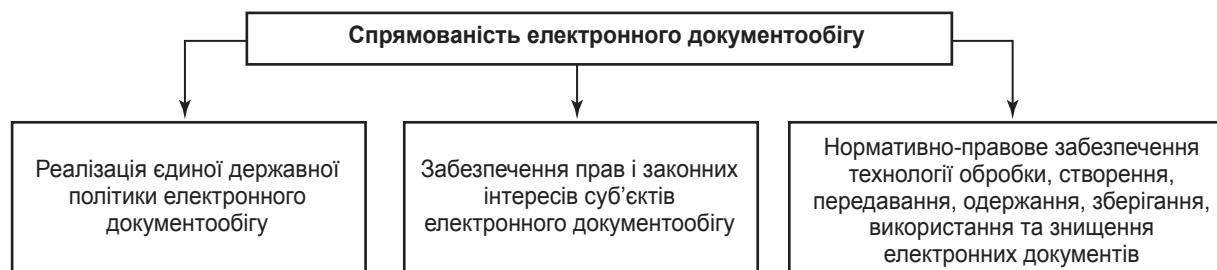 Спрямованість електронного документообігу
Реалізація єдиної державної
політики електронного
документообігу
Забезпечення прав і законних
інтересів суб’єктів
електронного документообігу
Нормативно-правове забезпечення
технології обробки, створення,
передавання, одержання, зберігання,
використання та знищення
електронних документів